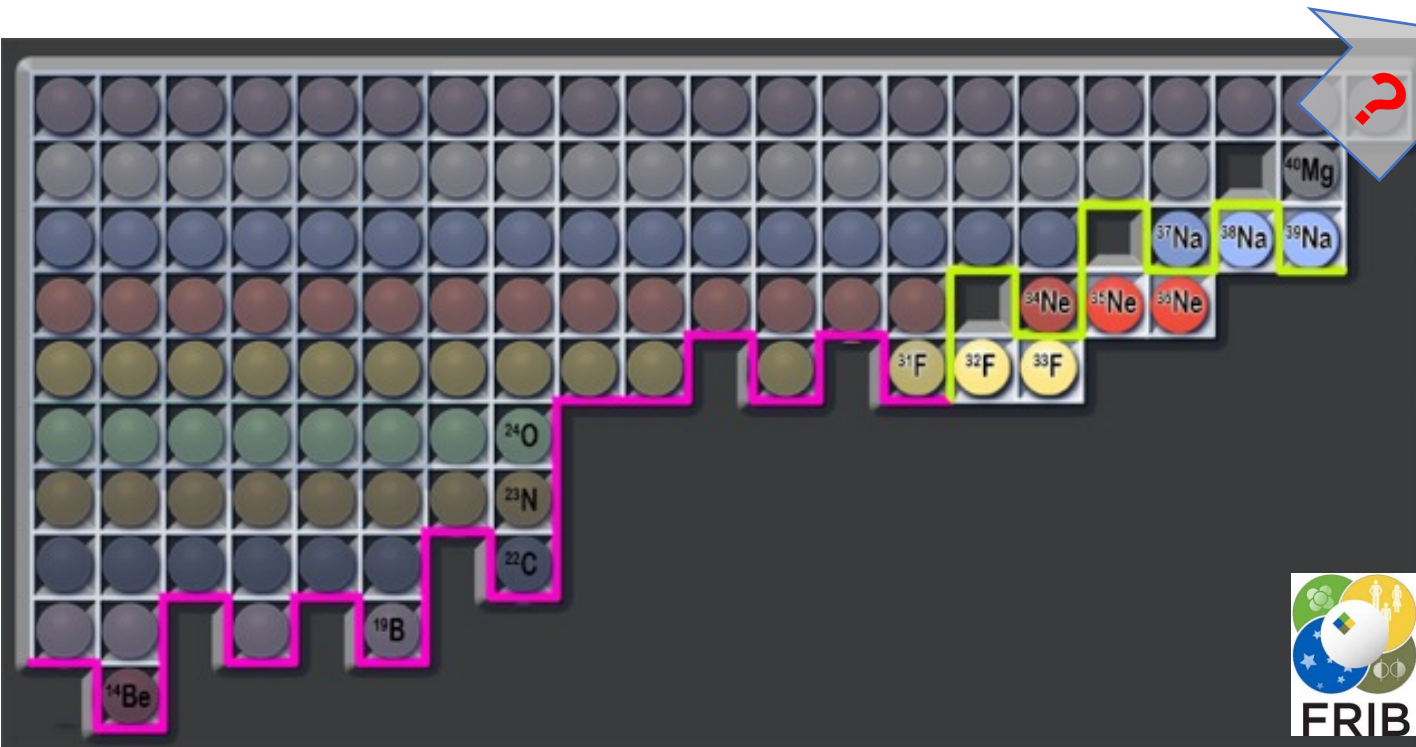 ?
40Mg
37Na 38Na 39Na
34Ne 35Ne 36Ne
31F 32F 33F
24O
23N
22C
19B
14Be
FRIB